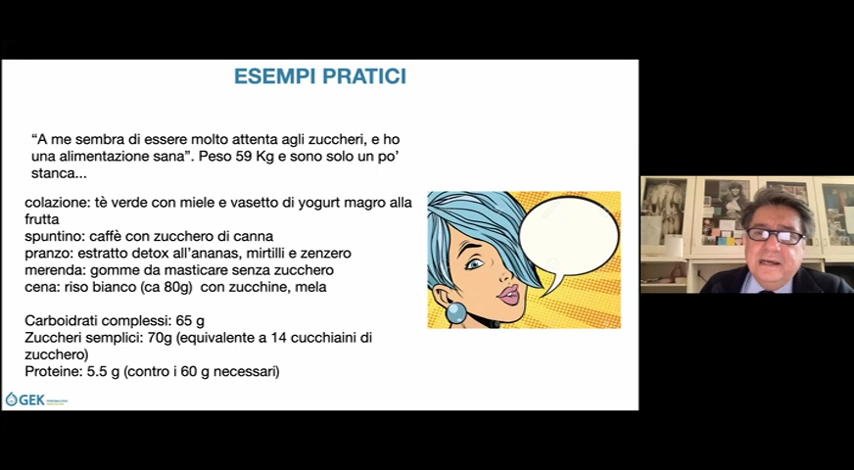 ESEMPI PRATICI
“A me sembra di essere molto attenta agli zuccheri, e ho
una alimentazione sana”. Peso 59 Kg e sono solo un po’
stanca...
colazione: tè verde con miele e vasetto di yogurt magro alla
frutta
spuntino: caffè con zucchero di canna
pranzo: estratto detox all’ananas, mirtilli e zenzero
merenda: gomme da masticare senza zucchero
cena: riso bianco (ca 80g)  con zucchine, mela
Carboidrati complessi: 65 g
Zuccheri semplici: 70g (equivalente a 14 cucchiaini di
zucchero)
Proteine: 5.5 g (contro i 60 g necessari)
GEK